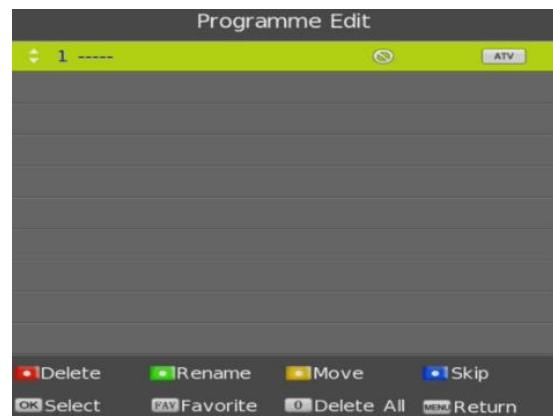 Programme Edit
1 ----- ATV
Delete Rename Move Skip
OK Select FAV Favorite 0 Delete All MENU Return